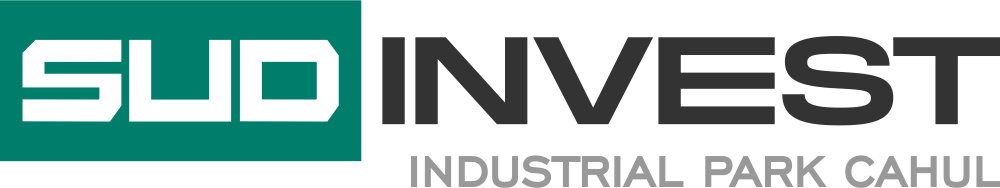 SUD INVEST
INDUSTRIAL PARK CAHUL